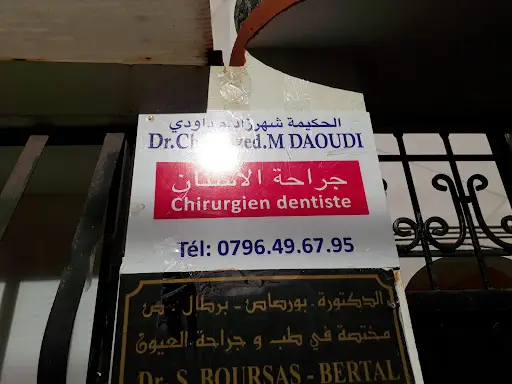 الحكيمة شهرزاد م داودي
Dr. .M DAOUDI
جراحة الأسنان
Chirurgien dentiste
Tél: 0796.49.67.95
الدكتورة - بورصاص - برطال . ص
مختصة في طب و جراحة العيون
Dr. S. BOURSAS - BERTAL